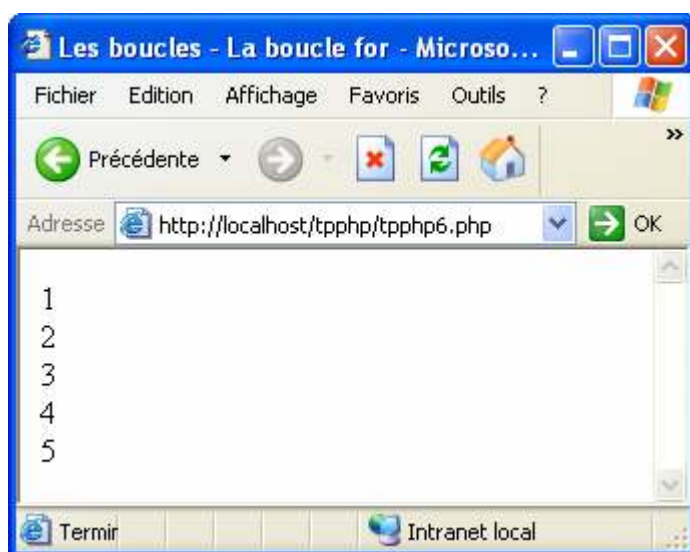 Les boucles - La boucle for - Microso...
Fichier Edition Affichage Favoris Outils ?
Précédente »
Adresse http://localhost/tpphp/tpphp6.php OK
1
2
3
4
5
Termir Intranet local